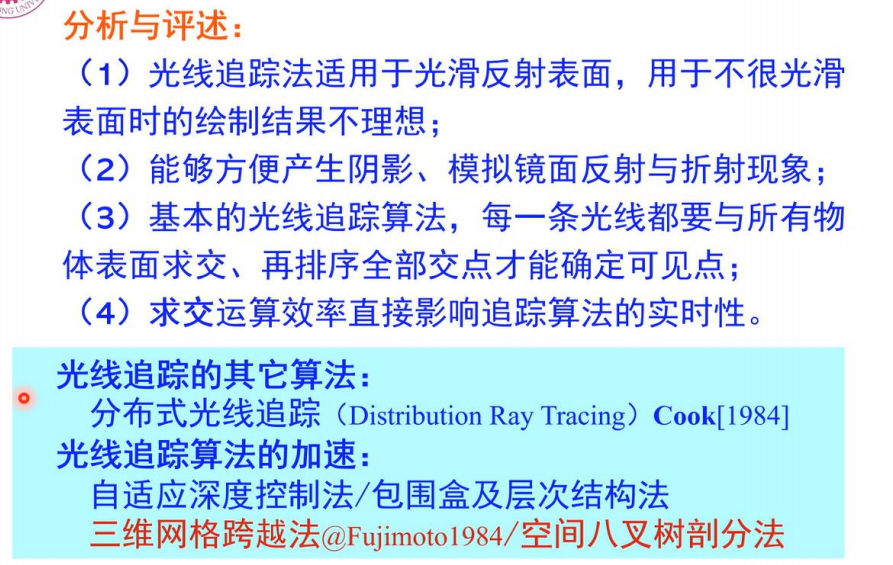 NG UNIV
分析与评述：
（1）光线追踪法适用于光滑反射表面，用于不很光滑
表面时的绘制结果不理想；
（2）能够方便产生阴影、模拟镜面反射与折射现象；
（3）基本的光线追踪算法，每一条光线都要与所有物
体表面求交、再排序全部交点才能确定可见点；
（4）求交运算效率直接影响追踪算法的实时性。
光线追踪的其它算法：
分布式光线追踪（Distribution Ray Tracing）Cook[1984]
光线追踪算法的加速：
自适应深度控制法/包围盒及层次结构法
三维网格跨越法@Fujimoto1984/空间八叉树剖分法